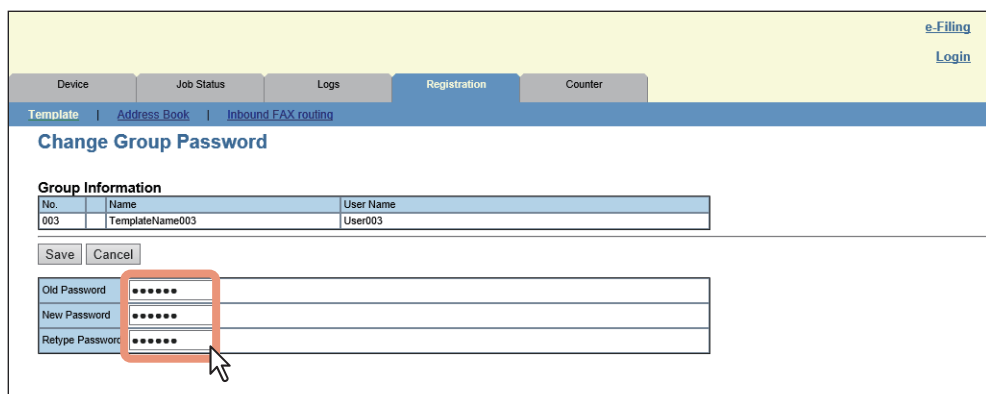 e-Filing
Login
Device Job Status Logs Registration Counter
Template | Address Book | Inbound FAX routing
Change Group Password
Group Information
No. Name User Name
003 TemplateName003 User003
Save Cancel
Old Password ••••••
New Password ••••••
Retype Password ••••••